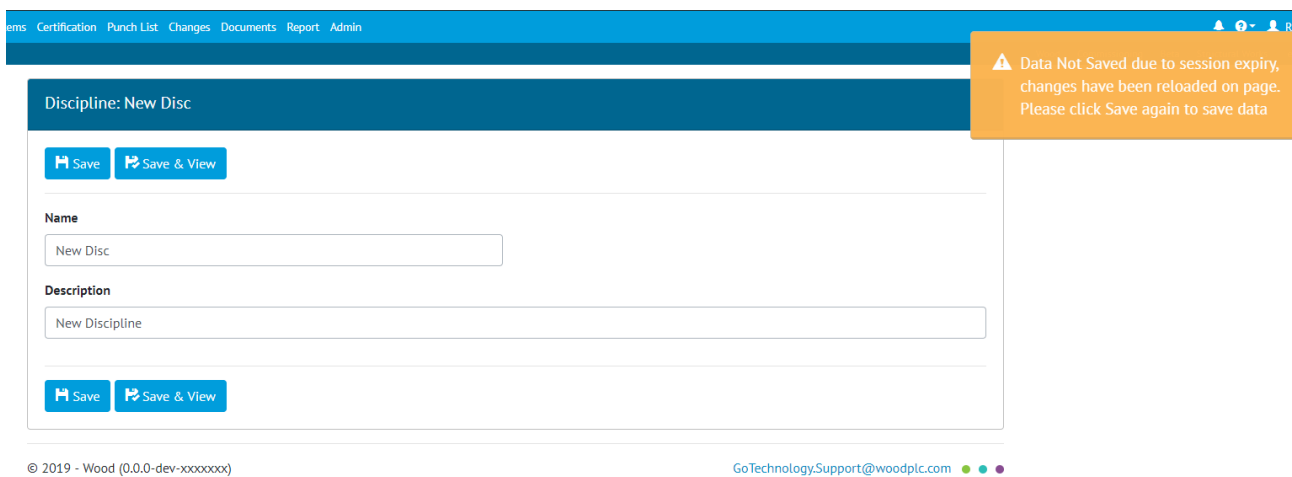 Certification Punch List Changes Documents Report Admin
Data Not Saved due to session expiry,
changes have been reloaded on page.
Please click Save again to save data
Discipline: New Disc
Save Save & View
Name
New Disc
Description
New Discipline
Save Save & View
© 2019 - Wood (0.0.0-dev-xxxxxxx)
GoTechnology.Support@woodplc.com